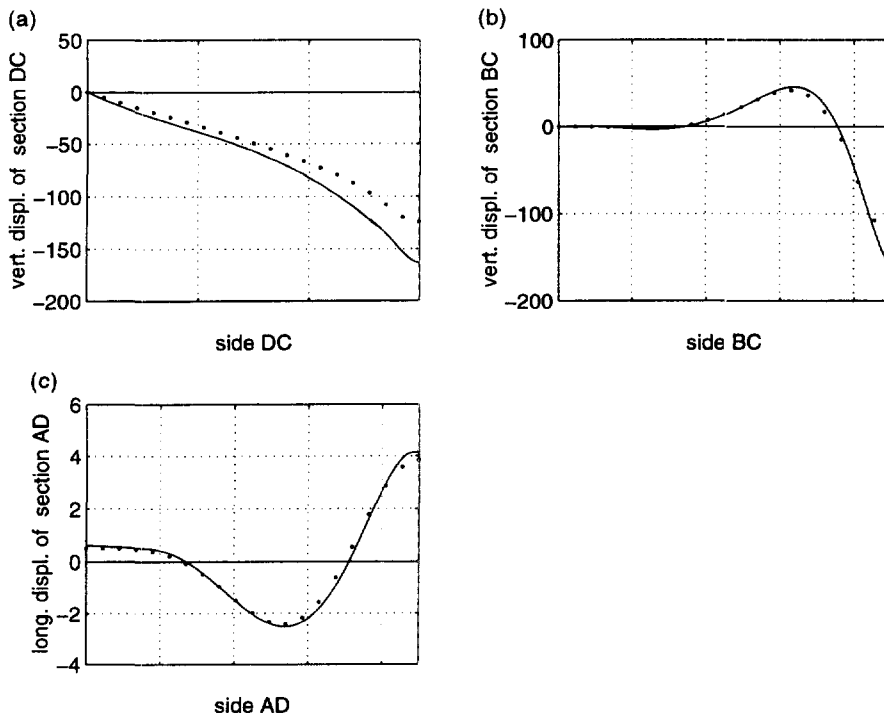 (a)
50
0
−50
−100
−150
−200
vert. displ. of section DC
side DC
(b)
100
0
−100
−200
vert. displ. of section BC
side BC
(c)
6
4
2
0
−2
−4
long. displ. of section AD
side AD